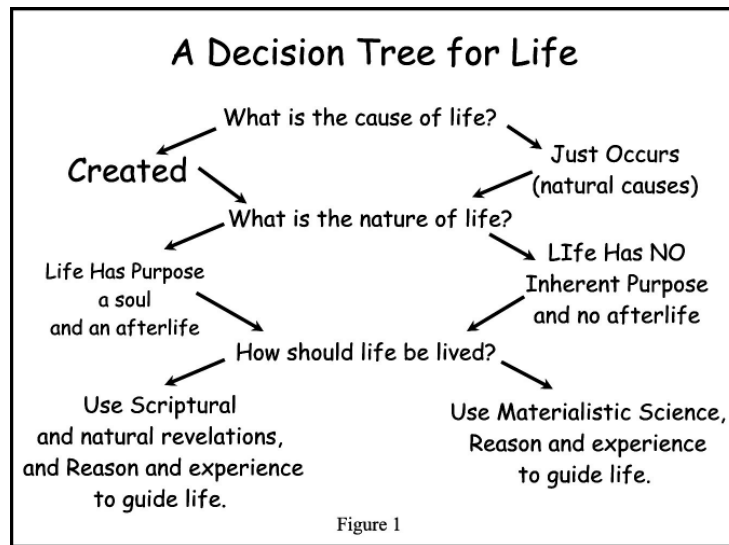 A Decision Tree for Life
What is the cause of life?
Created
Just Occurs
(natural causes)
What is the nature of life?
Life Has Purpose
a soul
and an afterlife
LIfe Has NO
Inherent Purpose
and no afterlife
How should life be lived?
Use Scriptural
and natural revelations,
and Reason and experience
to guide life.
Use Materialistic Science,
Reason and experience
to guide life.
Figure 1